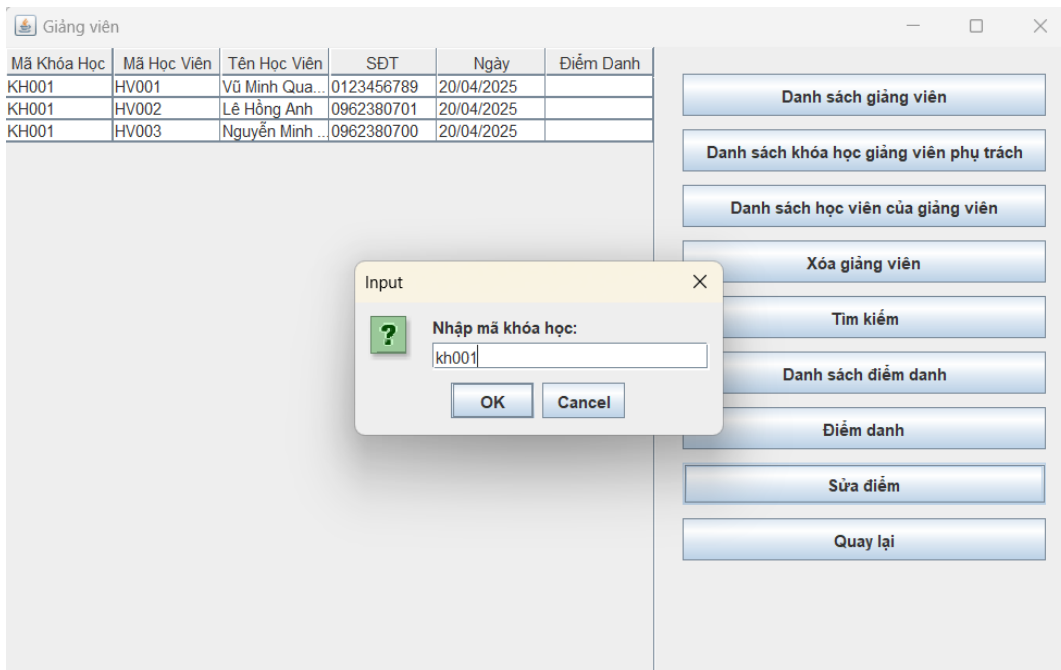 Giảng viên
Mã Khóa Học Mã Học Viên Tên Học Viên SĐT Ngày Điểm Danh
KH001 HV001 Vũ Minh Qua... 0123456789 20/04/2025
KH001 HV002 Lê Hồng Anh 0962380701 20/04/2025
KH001 HV003 Nguyễn Minh ... 0962380700 20/04/2025
Danh sách giảng viên
Danh sách khóa học giảng viên phụ trách
Danh sách học viên của giảng viên
Xóa giảng viên
Tìm kiếm
Danh sách điểm danh
Điểm danh
Sửa điểm
Quay lại
Input
Nhập mã khóa học:
kh001
OK Cancel